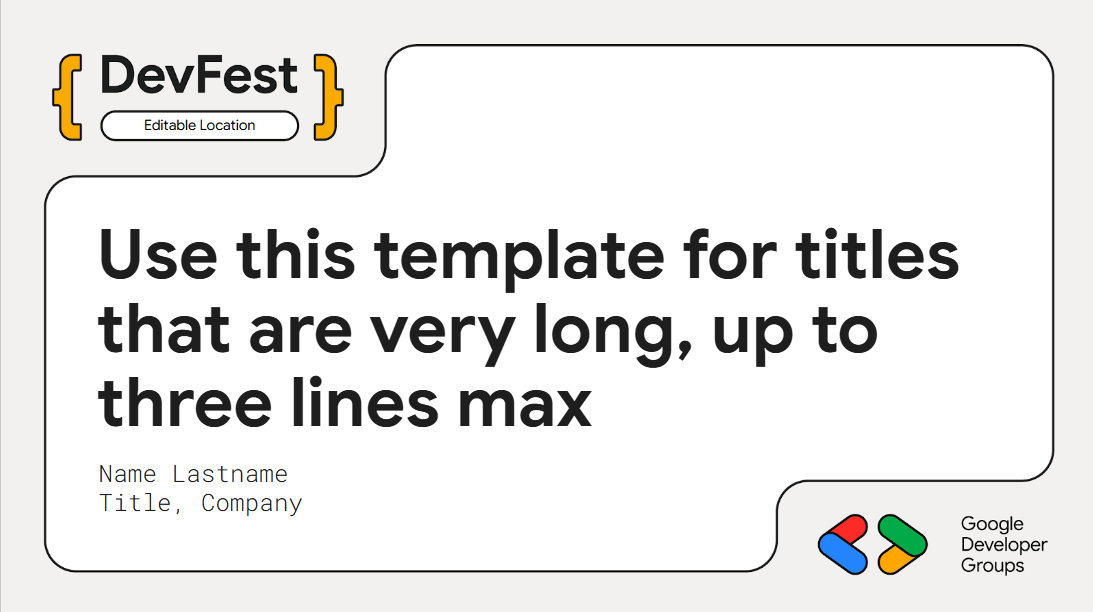 DevFest
Editable Location
Use this template for titles
that are very long, up to
three lines max
Name Lastname
Title, Company
Google
Developer
Groups